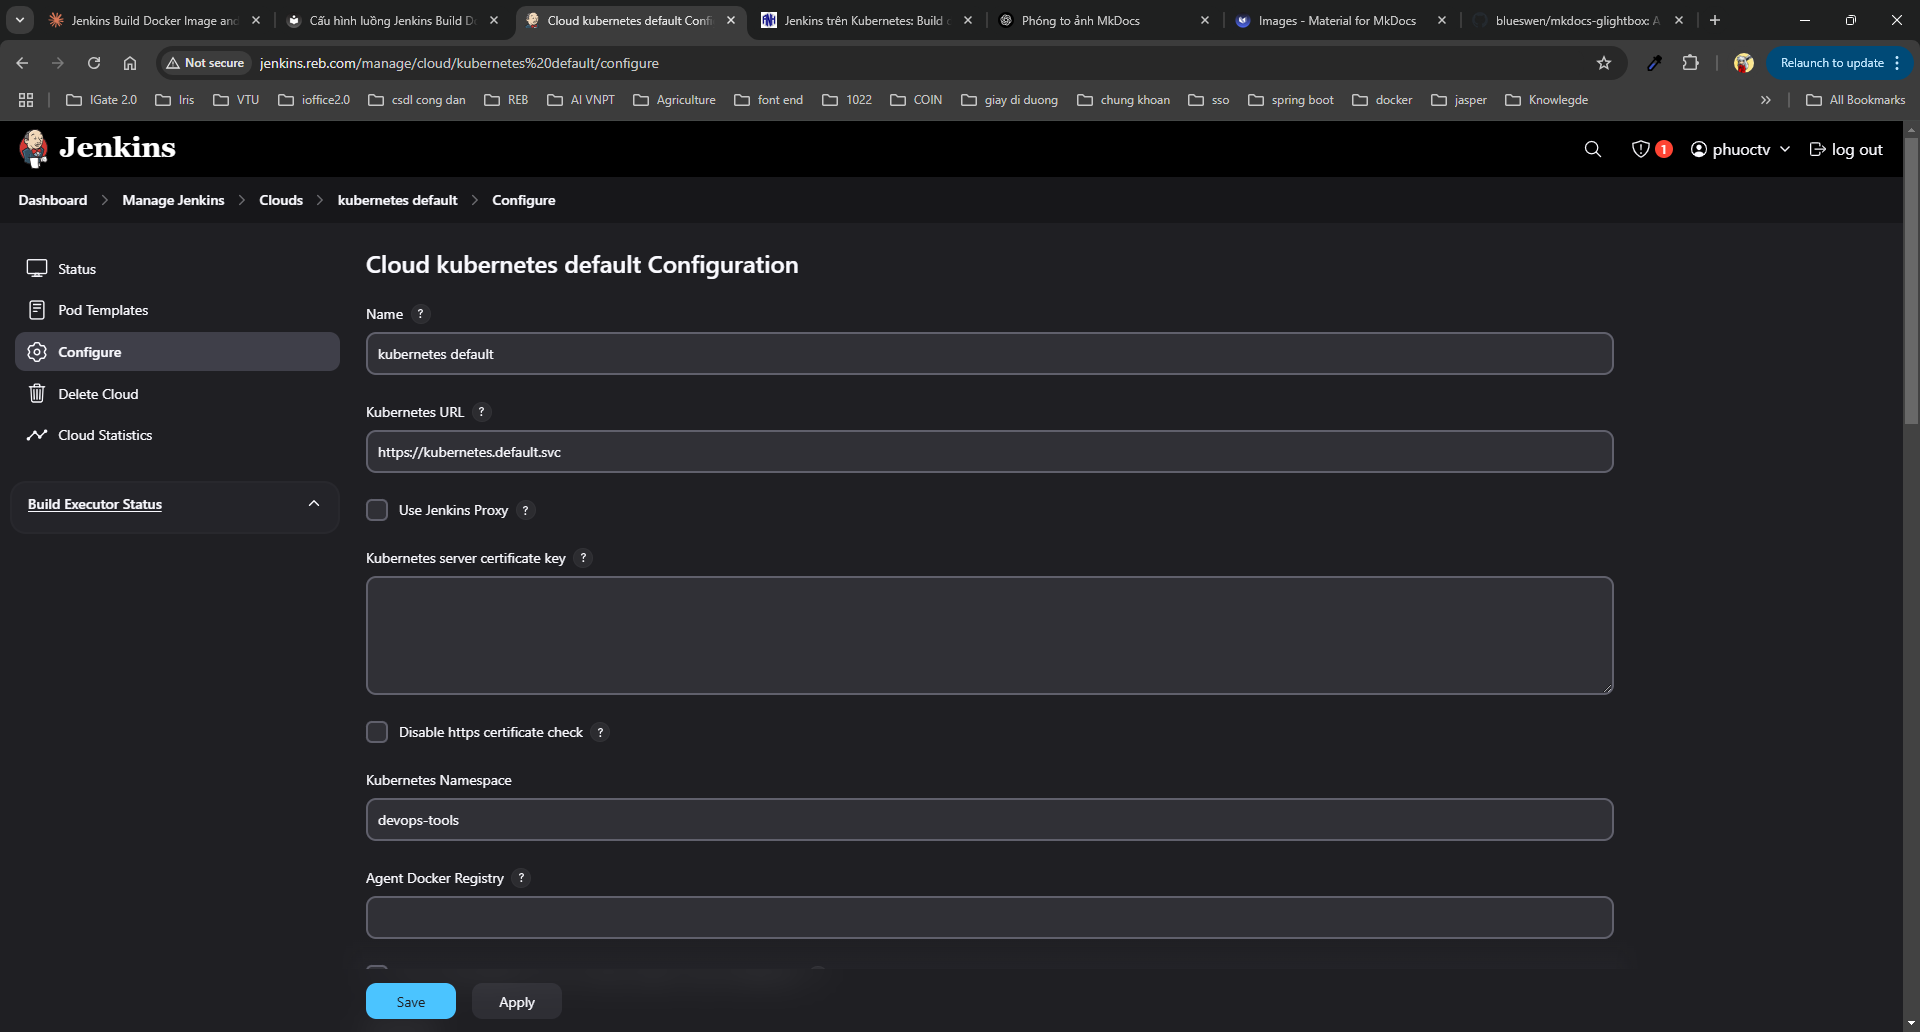 Jenkins Build Docker Image and
Cấu hình luồng Jenkins Build D
Cloud kubernetes default Confi
Jenkins trên Kubernetes: Build
Phóng to ảnh MkDocs
Images - Material for MkDocs
blueswen/mkdocs-glightbox: A
Not secure
jenkins.reb.com/manage/cloud/kubernetes%20default/configure
Relaunch to update
IGate 2.0
Iris
VTU
ioffice2.0
csdl cong dan
REB
AI VNPT
Agriculture
font end
1022
COIN
giay di duong
chung khoan
sso
spring boot
docker
jasper
Knowlegde
All Bookmarks
Jenkins
1
phuoctv
log out
Dashboard
Manage Jenkins
Clouds
kubernetes default
Configure
Status
Pod Templates
Configure
Delete Cloud
Cloud Statistics
Build Executor Status
Cloud kubernetes default Configuration
Name ?
kubernetes default
Kubernetes URL ?
https://kubernetes.default.svc
Use Jenkins Proxy ?
Kubernetes server certificate key ?
Disable https certificate check ?
Kubernetes Namespace
devops-tools
Agent Docker Registry ?
Save
Apply